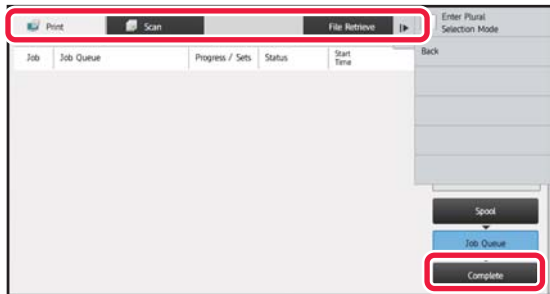 Print
Scan
File Retrieve
Enter Plural
Selection Mode
Job
Job Queue
Progress / Sets
Status
Start
Time
Back
Spool
Job Queue
Complete